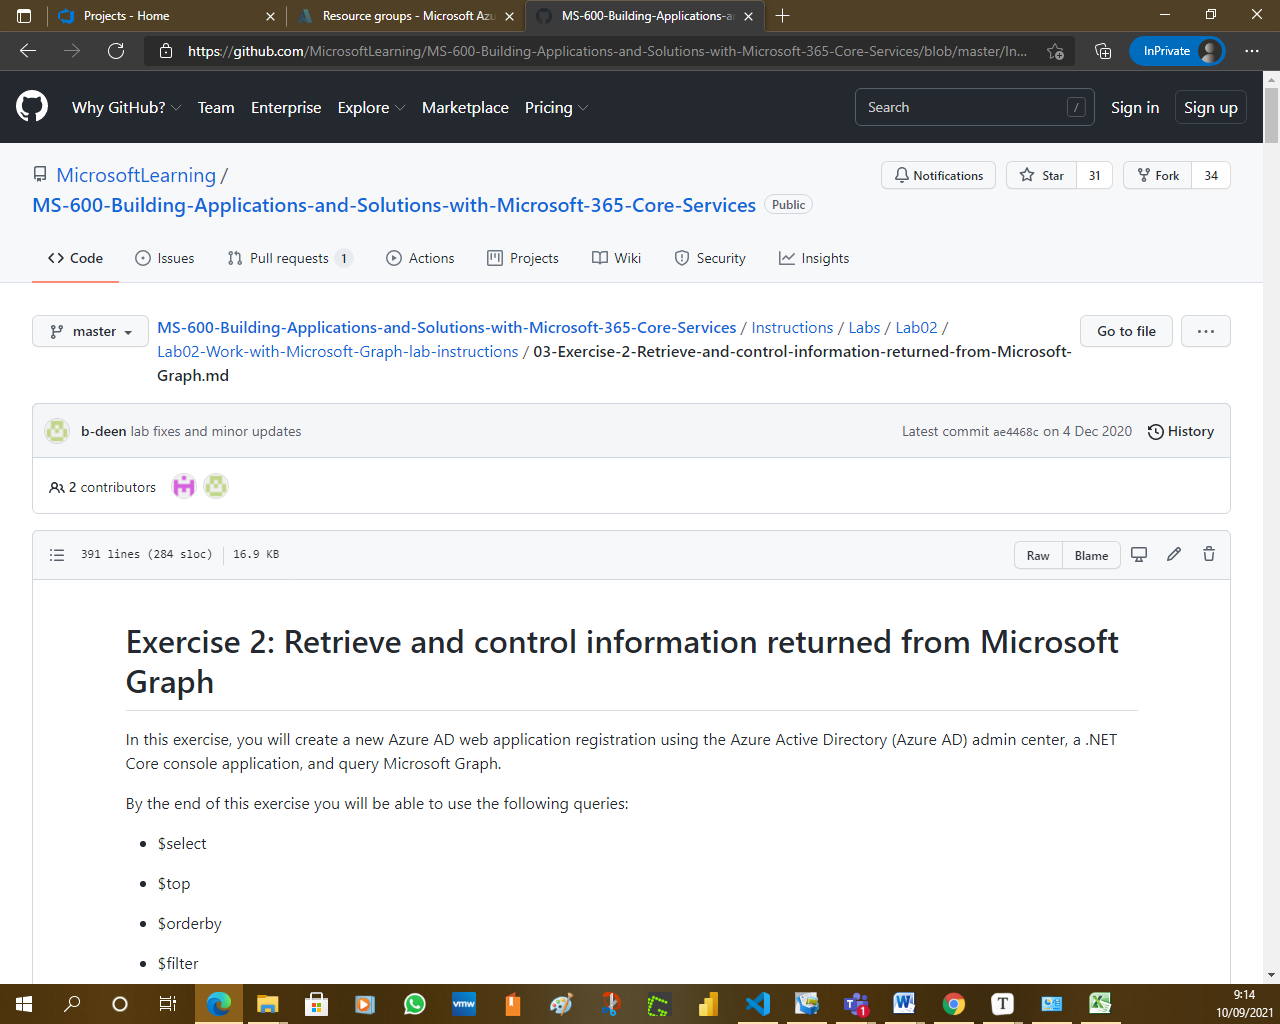 Projects - Home
Resource groups - Microsoft Azu
MS-600-Building-Applications-a
https://github.com/MicrosoftLearning/MS-600-Building-Applications-and-Solutions-with-Microsoft-365-Core-Services/blob/master/In...
InPrivate
Why GitHub?
Team
Enterprise
Explore
Marketplace
Pricing
Search
/
Sign in
Sign up
MicrosoftLearning /
MS-600-Building-Applications-and-Solutions-with-Microsoft-365-Core-Services
Public
Notifications
Star
31
Fork
34
Code
Issues
Pull requests 1
Actions
Projects
Wiki
Security
Insights
master
MS-600-Building-Applications-and-Solutions-with-Microsoft-365-Core-Services / Instructions / Labs / Lab02 /
Lab02-Work-with-Microsoft-Graph-lab-instructions / 03-Exercise-2-Retrieve-and-control-information-returned-from-Microsoft-
Graph.md
Go to file
b-deen lab fixes and minor updates
Latest commit ae4468c on 4 Dec 2020
History
2 contributors
391 lines (284 sloc)
16.9 KB
Raw
Blame
Exercise 2: Retrieve and control information returned from Microsoft
Graph
In this exercise, you will create a new Azure AD web application registration using the Azure Active Directory (Azure AD) admin center, a .NET
Core console application, and query Microsoft Graph.
By the end of this exercise you will be able to use the following queries:
$select
$top
$orderby
$filter
vmw
1
T
9:14
10/09/2021